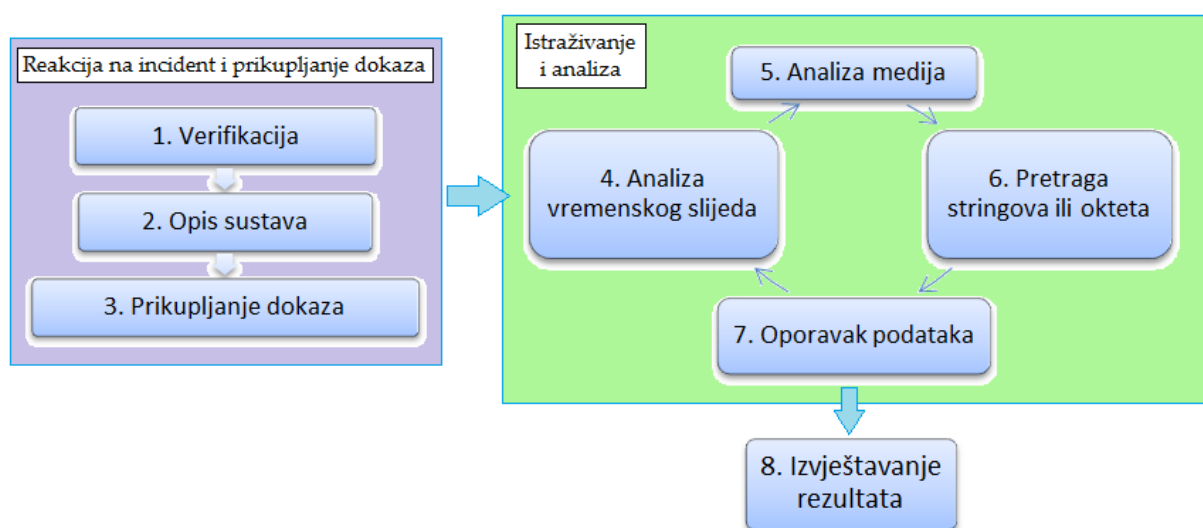 Reakcija na incident i prikupljanje dokaza
1. Verifikacija
2. Opis sustava
3. Prikupljanje dokaza
Istraživanje
i analiza
5. Analiza medija
4. Analiza
vremenskog slijeda
6. Pretraga
stringova ili okteta
7. Oporavak podataka
8. Izvještavanje
rezultata